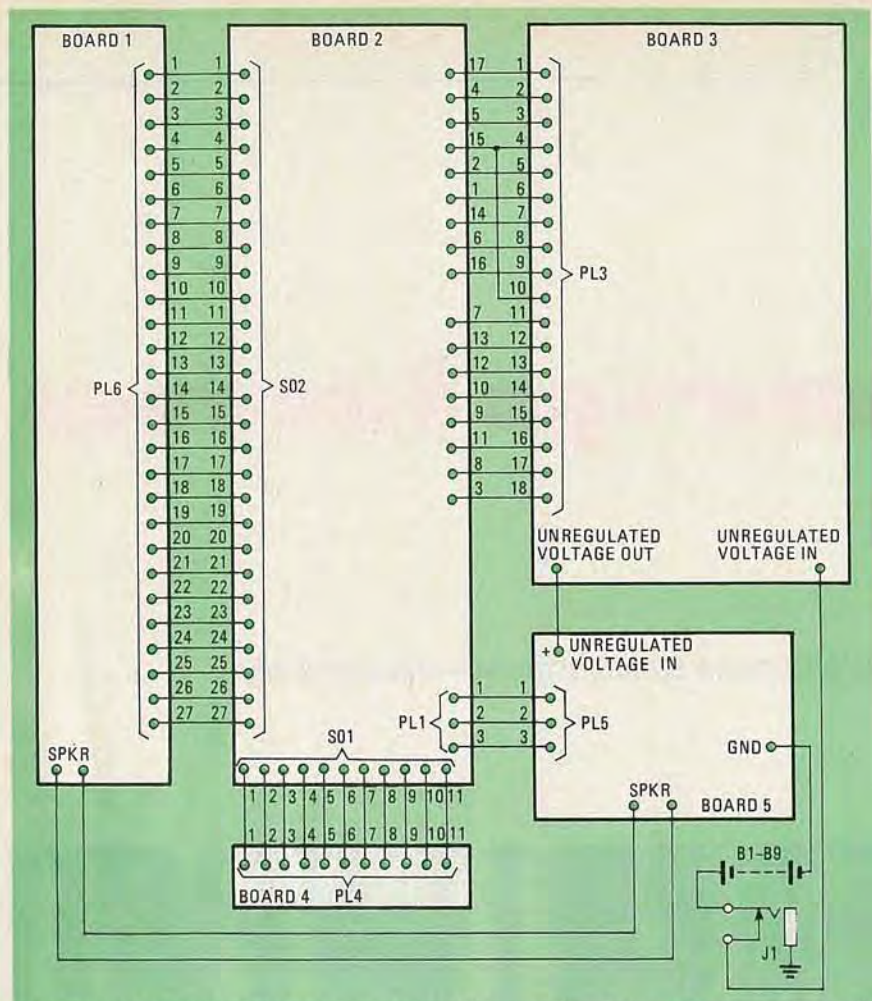 BOARD 1
BOARD 2
BOARD 3
1 1 17 1
2 2 4 2
3 3 5 3
4 4 15 4
5 5 2 5
6 6 1 6
7 7 14 7
8 8 6 8
9 9 16 9
PL3
10 10 10
11 11 7 11
12 12 13 12
13 13 12 13
PL6
14 14 10 14
SO2
15 15 9 15
16 16 11 16
17 17 8 17
18 18 3 18
19 19
20 20
21 21
22 22
23 23
24 24
25 25
26 26
27 27
UNREGULATED
VOLTAGE OUT
UNREGULATED
VOLTAGE IN
+ UNREGULATED
VOLTAGE IN
1 1
PL1 2 2 PL5
3 3
SPKR
SO1
GND
SPKR
BOARD 5
1 2 3 4 5 6 7 8 9 10 11
1 2 3 4 5 6 7 8 9 10 11
BOARD 4 PL4
B1-B9
J1